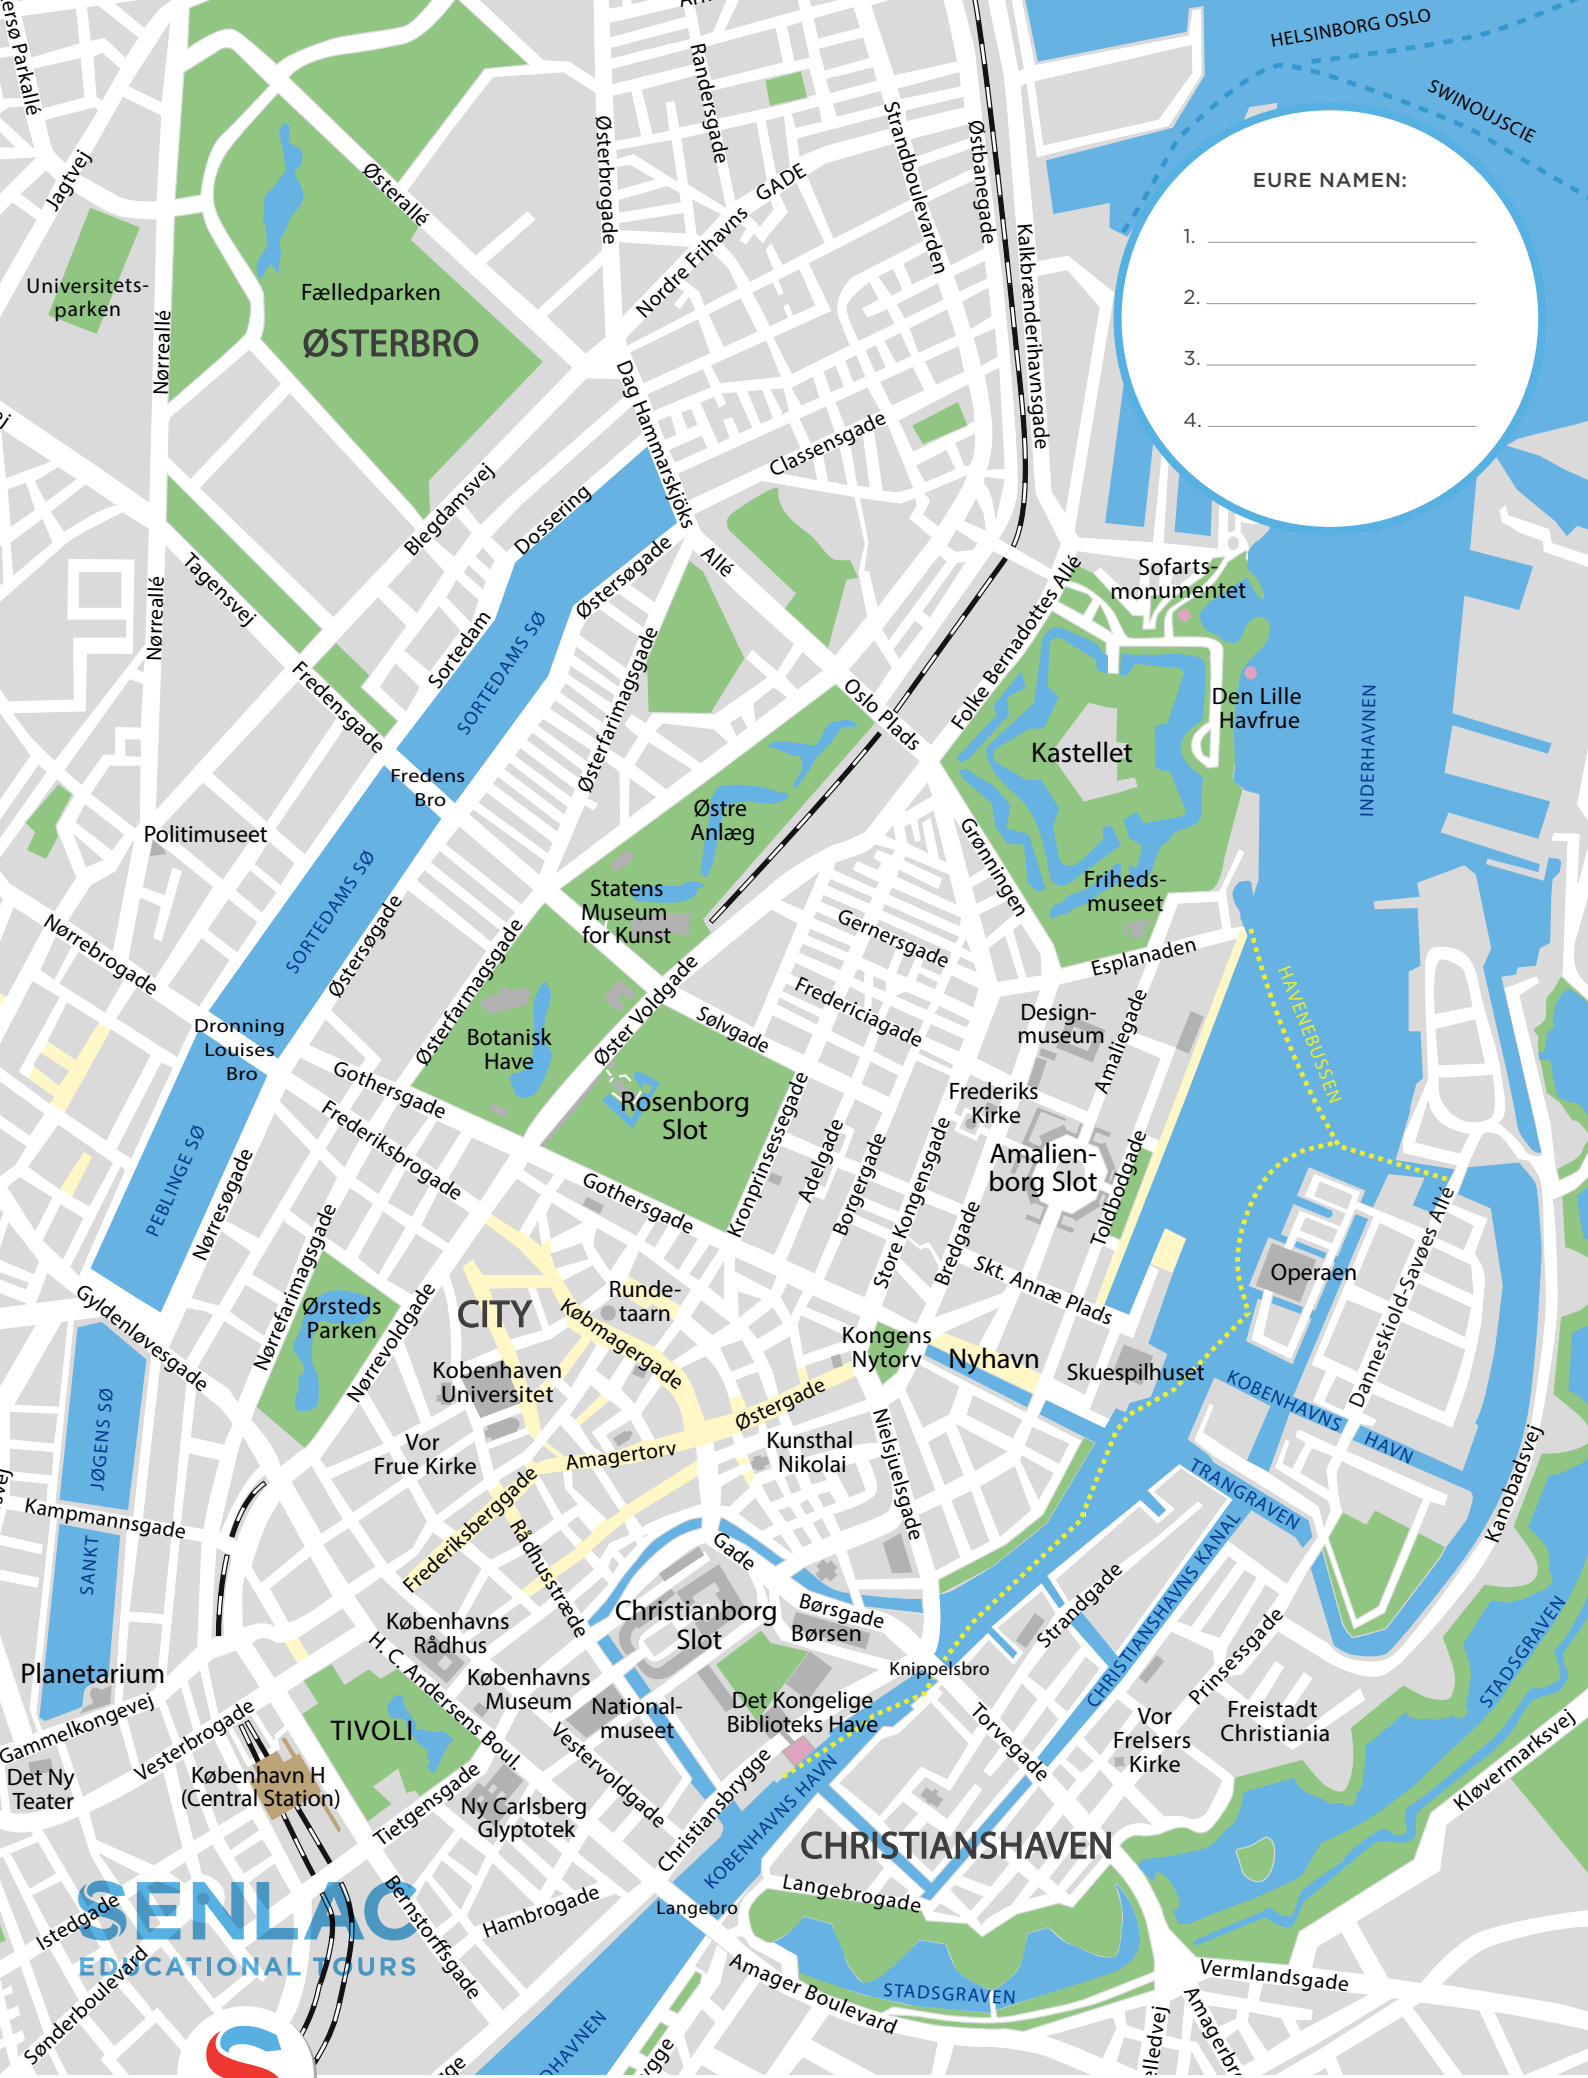 HELSINBORG OSLO
SWINOUJSCIE
EURE NAMEN:
1.
2.
3.
4.
Jagtvej
Østerallé
Østerbrogade
Randersgade
Nordre Frihavns GADE
Strandboulevarden
Østbanegade
Kalkbrænderihavnsgade
Universitets-
parken
Nørreallé
Fælledparken
ØSTERBRO
Dag Hammarskjöks
Allé
Classensgade
Blegdamsvej
Dossering
Sortedam
Østersøgade
SORTEDAMS SØ
Tagensvej
Nørreallé
Fredensgade
Østerfarimagsgade
Oslo Plads
Folke Bernadottes Allé
Sofarts-
monumentet
Den Lille
Havfrue
INDERHAVNEN
Kastellet
Fredens
Bro
Politimuseet
Østre
Anlæg
Grønningen
Statens
Museum
for Kunst
Friheds-
museet
Esplanaden
Gernersgade
Fredericiagade
Nørrebrogade
SORTEDAMS SØ
Østersøgade
Østerfarmagsgade
Botanisk
Have
Øster Voldgade
Sølvgade
Design-
museum
Amaliegade
HAVENEBUSSEN
Dronning
Louises
Bro
Gothersgade
Frederiksbrogade
Rosenborg
Slot
Kronprinsessegade
Adelgade
Borgergade
Store Kongensgade
Bredgade
Frederiks
Kirke
Amalien-
borg Slot
Toldbodgade
PEBLINGE SØ
Nørresøgade
Gothersgade
Skt. Annæ Plads
Operaen
Danneskiold-Savøes Allé
Gyldenløvesgade
Nørrefarimagsgade
Ørsteds
Parken
Nørrevoldgade
CITY
Runde-
taarn
Købmagergade
Kobenhaven
Universitet
Kongens
Nytorv
Nyhavn
Skuespilhuset
KOBENHAVNS
HAVN
Østergade
Vor
Frue Kirke
Amagertorv
Kunsthal
Nikolai
Nielsjuelsgade
TRANGRAVEN
Kanobadsvej
SANKT
JØGENS SØ
Kampmannsgade
Frederiksberggade
Rådhusstræde
Gade
Christianborg
Slot
Børsgade
Børsen
Strandgade
CHRISTIANSHAVNS KANAL
Prinsessgade
STADSGRAVEN
Københavns
Rådhus
H. C. Andersens Boul.
Københavns
Museum
National-
museet
Det Kongelige
Biblioteks Have
Knippelsbro
Torvegade
Vor
Frelsers
Kirke
Freistadt
Christiania
Planetarium
Gammelkongevej
Vesterbrogade
Det Ny
Teater
København H
(Central Station)
TIVOLI
Tietgensgade
Ny Carlsberg
Glyptotek
Vestervoldgade
Christiansbrygge
KOBENHAVNS HAVN
CHRISTIANSHAVEN
Kløvermarksvej
Langebrogade
Langebro
Hambrogade
Bernstorffsgade
Istedgade
Sønderboulevard
SENLAC
EDUCATIONAL TOURS
Amager Boulevard
STADSGRAVEN
Vermlandsgade